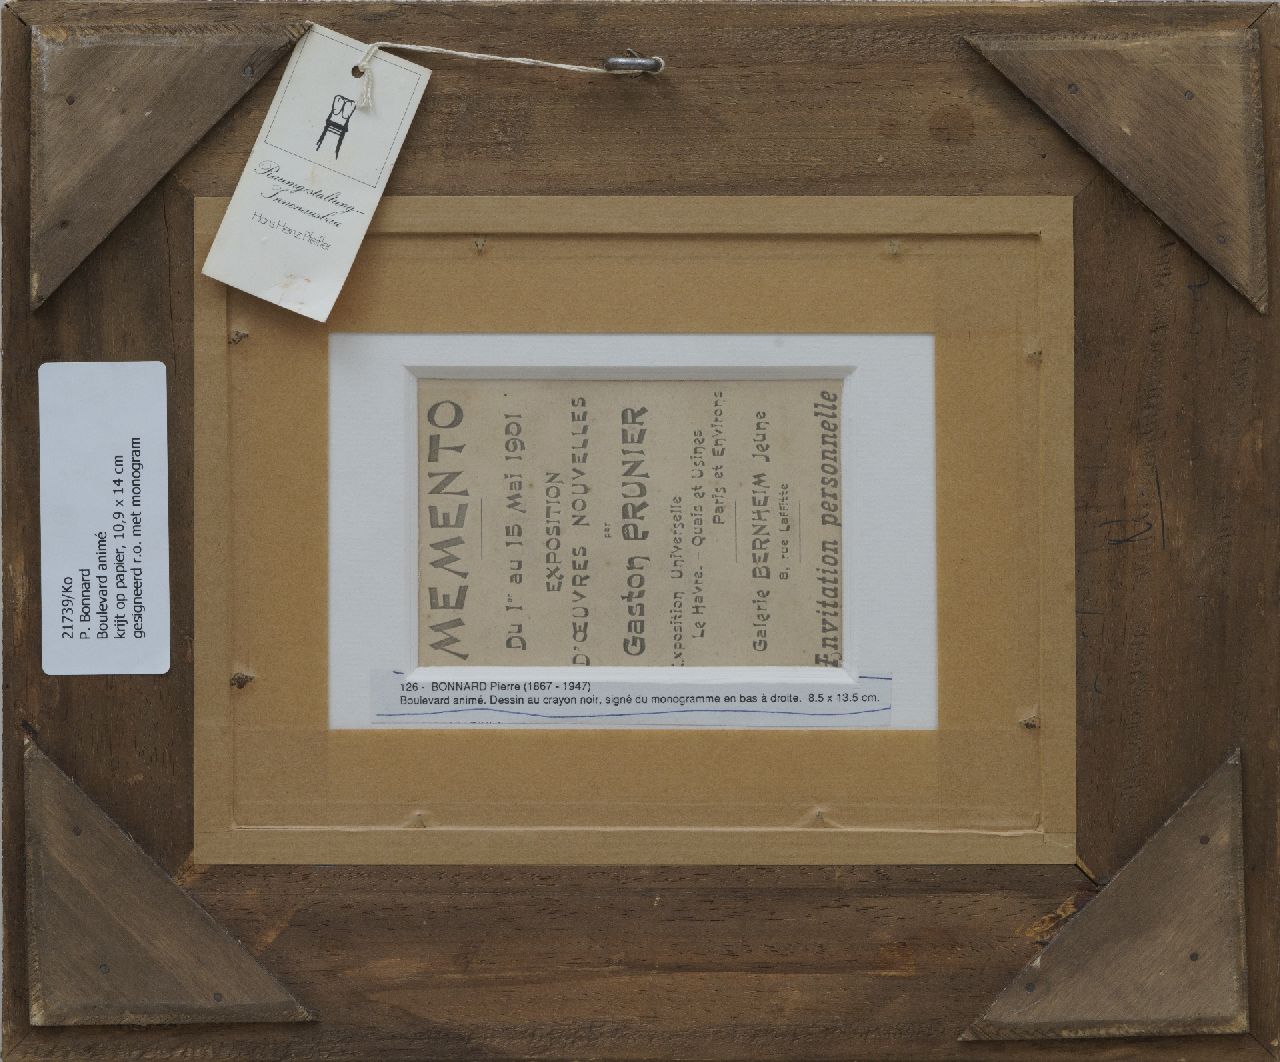 Raumgestaltung-
Innenausbau
Hans Heinz Pfeiffer
21739/Ko
P. Bonnard
Boulevard animé
krijt op papier, 10,9 x 14 cm
gesigneerd r.o. met monogram
MEMENTO
Du 1er au 15 Mai 1901
EXPOSITION
D'ŒUVRES NOUVELLES
par
Gaston PRUNIER
Exposition Universelle
Le Havre. Quais et Usines
Paris et Environs
Galerie BERNHEIM Jeune
8, rue Laffitte
Invitation personnelle
126 - BONNARD Pierre (1867 - 1947)
Boulevard animé. Dessin au crayon noir, signé du monogramme en bas à droite. 8.5 x 13.5 cm.